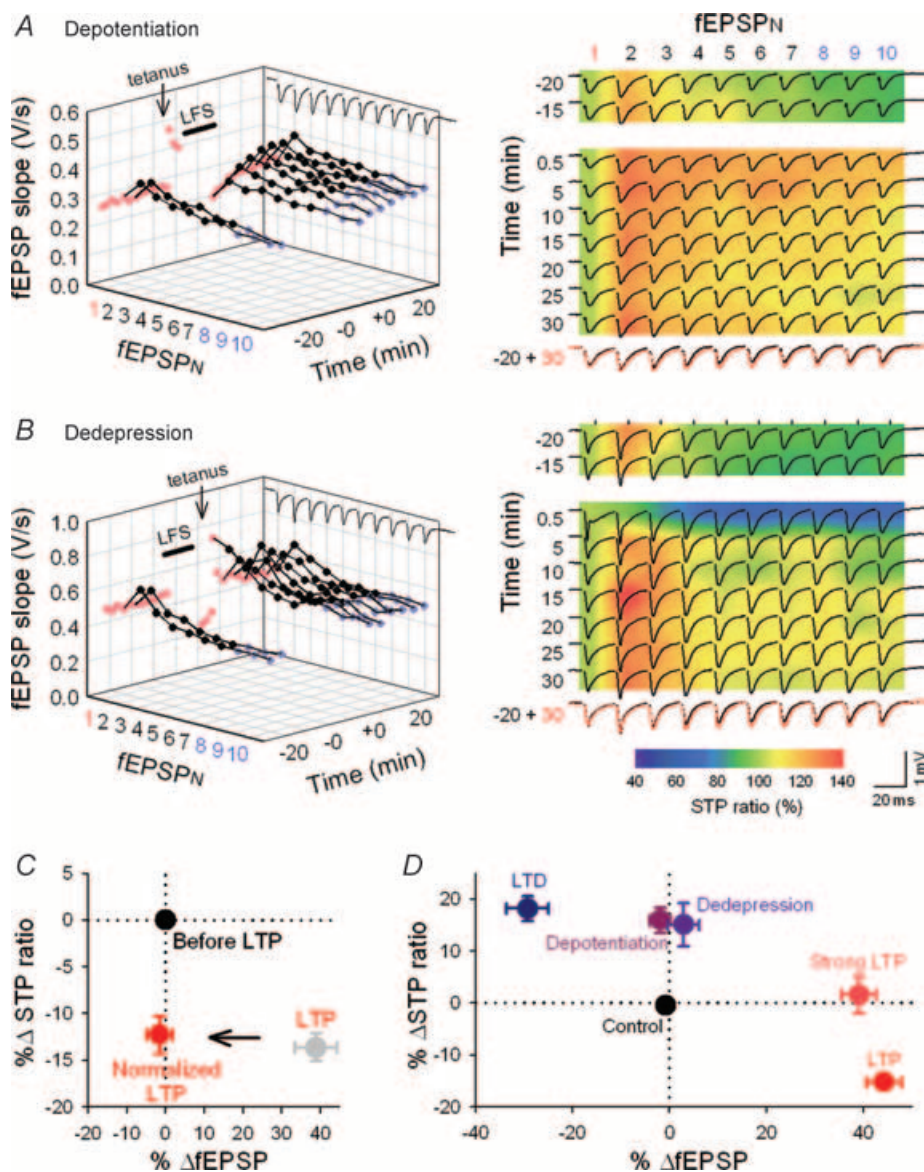 A Depotentiation
tetanus
LFS
fEPSP slope (V/s)
0.6
0.5
0.4
0.3
0.2
0.1
0.0
1 2 3 4 5 6 7 8 9 10
fEPSPN
-20 -0 +0 20
Time (min)
fEPSPN
1 2 3 4 5 6 7 8 9 10
Time (min)
-20
-15
0.5
5
10
15
20
25
30
-20 + 30
B Dedepression
tetanus
LFS
fEPSP slope (V/s)
1.0
0.8
0.6
0.4
0.2
0.0
1 2 3 4 5 6 7 8 9 10
fEPSPN
-20 -0 +0 20
Time (min)
Time (min)
-20
-15
0.5
5
10
15
20
25
30
-20 + 30
40 60 80 100 120 140
STP ratio (%)
1 mV
20 ms
C
%Δ STP ratio
5
0
-5
-10
-15
-20
Before LTP
LTP
Normalized
LTP
-20 -10 0 10 20 30 40
% ΔfEPSP
D
% ΔSTP ratio
20
10
0
-10
-20
LTD
Dedepression
Depotentiation
Strong LTP
Control
LTP
-40 -20 0 20 40
% ΔfEPSP